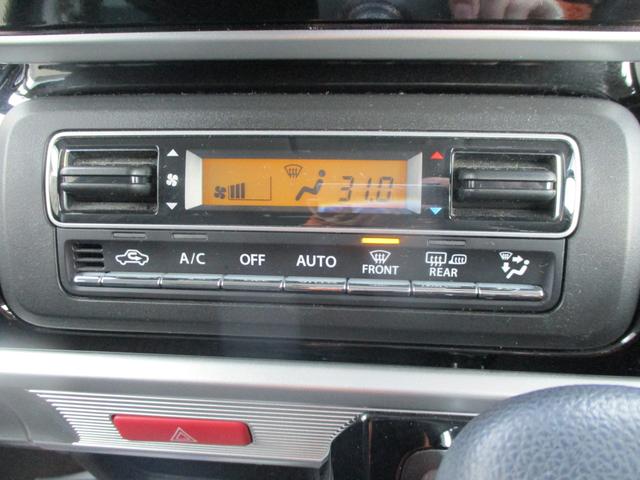 31.0
A/C OFF AUTO FRONT REAR